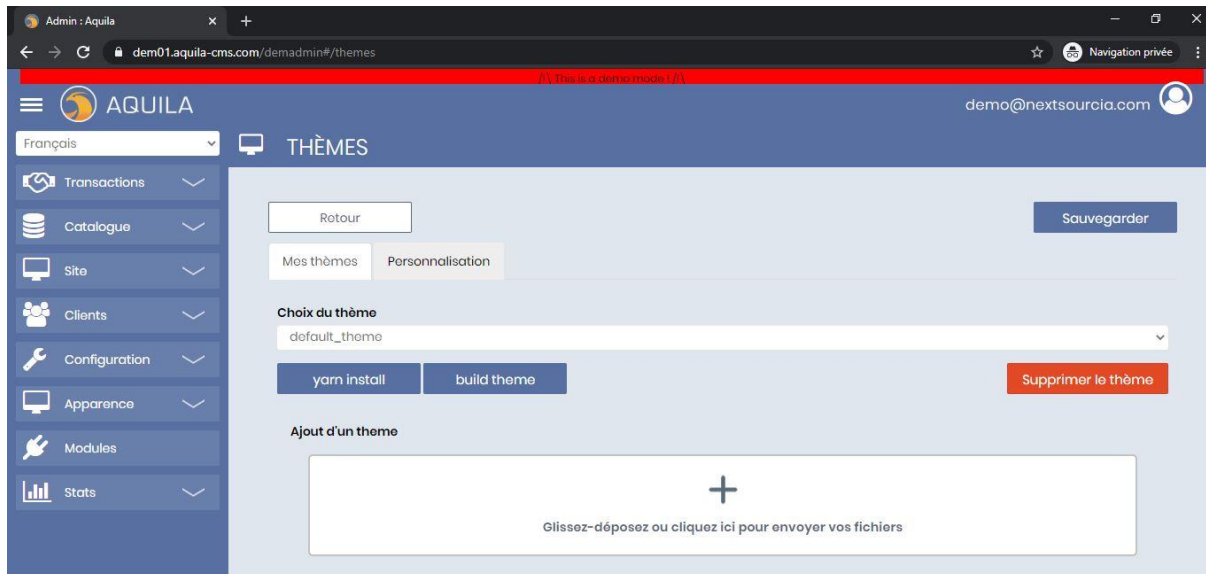 Admin : Aquila
dem01.aquila-cms.com/demadmin#/themes
Navigation privée
/!\ This is a demo mode ! /!\
AQUILA
demo@nextsourcia.com
Français
THÈMES
Transactions
Retour
Sauvegarder
Catalogue
Mes thèmes Personnalisation
Site
Choix du thème
Clients
default_theme
Configuration
yarn install build theme Supprimer le thème
Apparence
Ajout d'un theme
Modules
Stats
Glissez-déposez ou cliquez ici pour envoyer vos fichiers